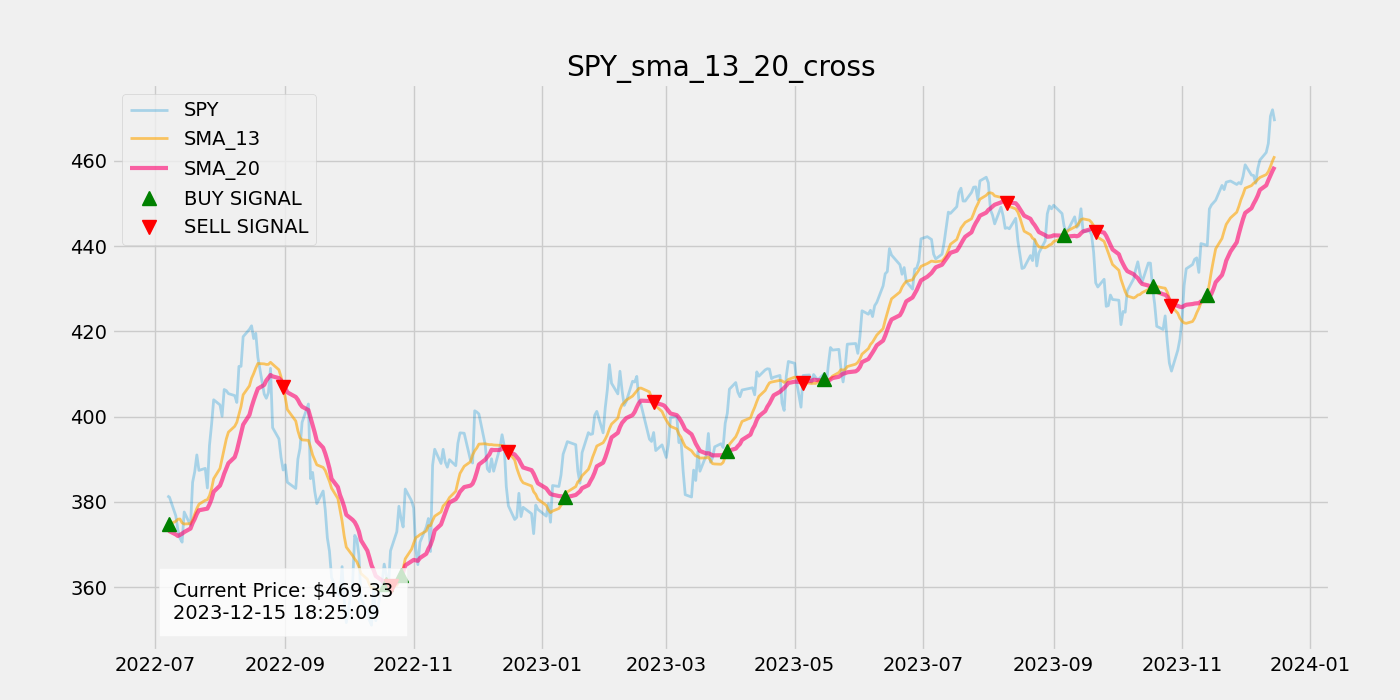 SPY_sma_13_20_cross
SPY
SMA_13
SMA_20
BUY SIGNAL
SELL SIGNAL
460
440
420
400
380
360
Current Price: $469.33
2023-12-15 18:25:09
2022-07 2022-09 2022-11 2023-01 2023-03 2023-05 2023-07 2023-09 2023-11 2024-01